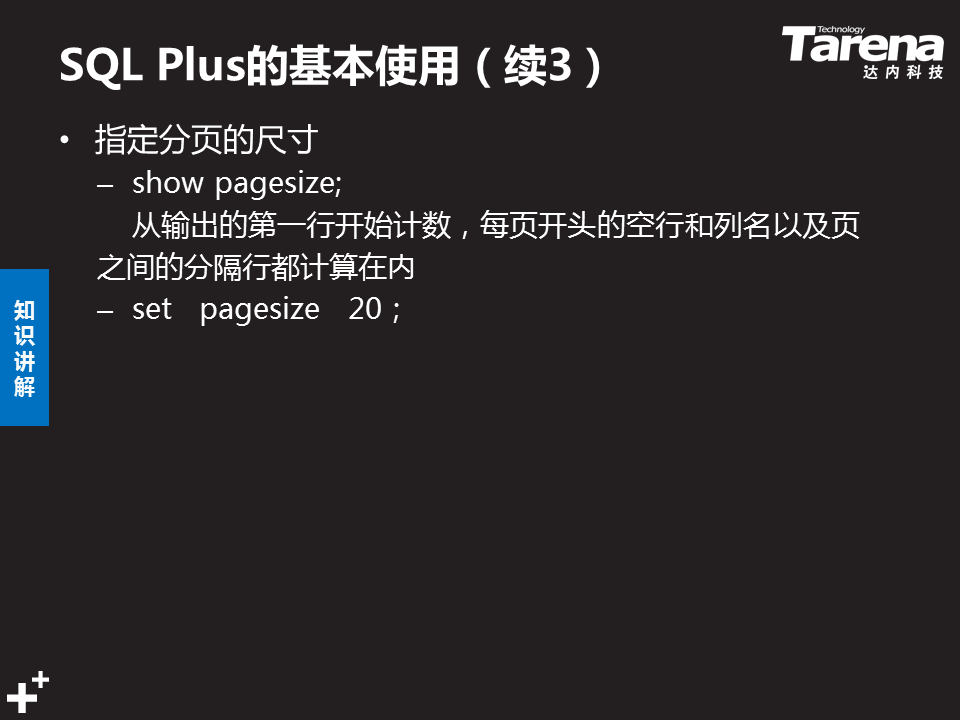 SQL Plus的基本使用（续3）
Technology
Tarena
达内科技
• 指定分页的尺寸
– show pagesize;
从输出的第一行开始计数，每页开头的空行和列名以及页
之间的分隔行都计算在内
– set pagesize 20；
知
识
讲
解